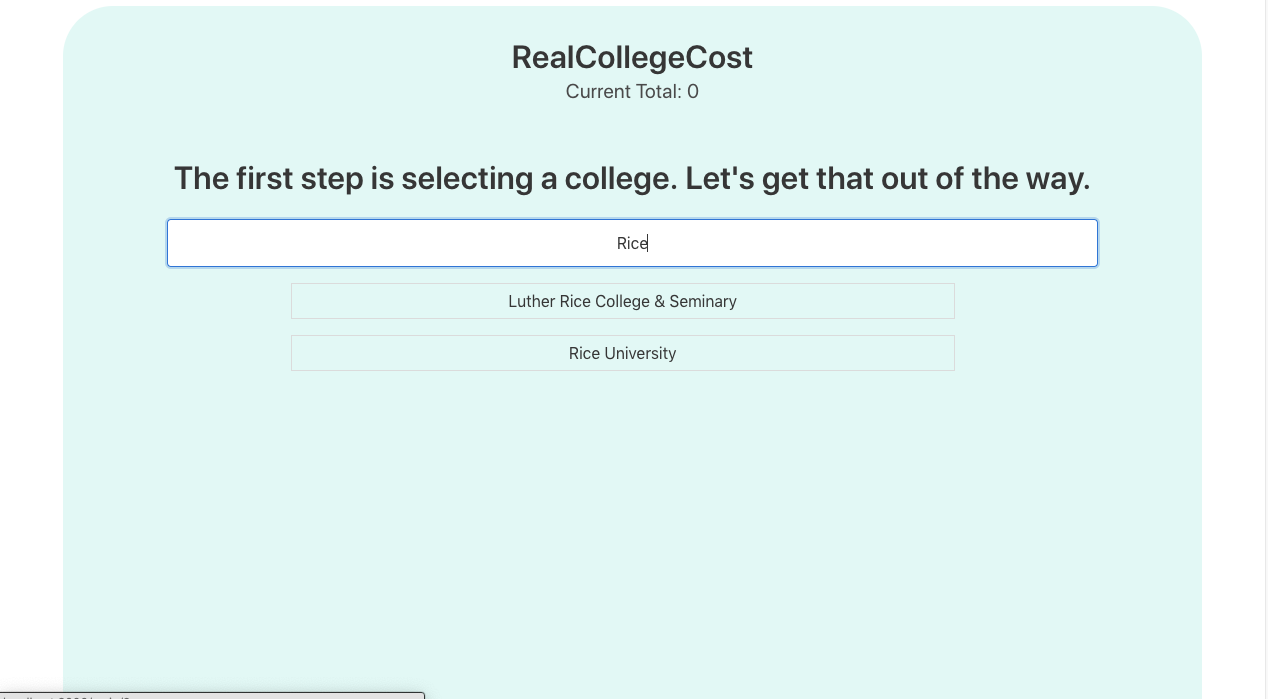 RealCollegeCost
Current Total: 0
The first step is selecting a college. Let's get that out of the way.
Rice
Luther Rice College & Seminary
Rice University